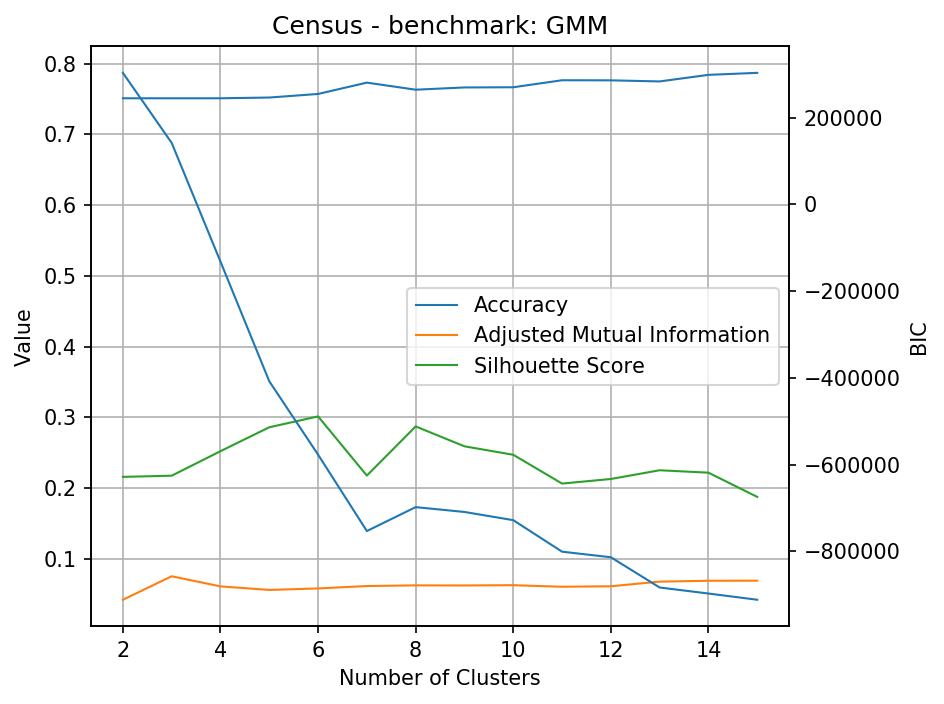 Census - benchmark: GMM
0.8
0.7
0.6
0.5
0.4
0.3
0.2
0.1
Value
200000
0
−200000
−400000
−600000
−800000
BIC
Accuracy
Adjusted Mutual Information
Silhouette Score
2 4 6 8 10 12 14
Number of Clusters